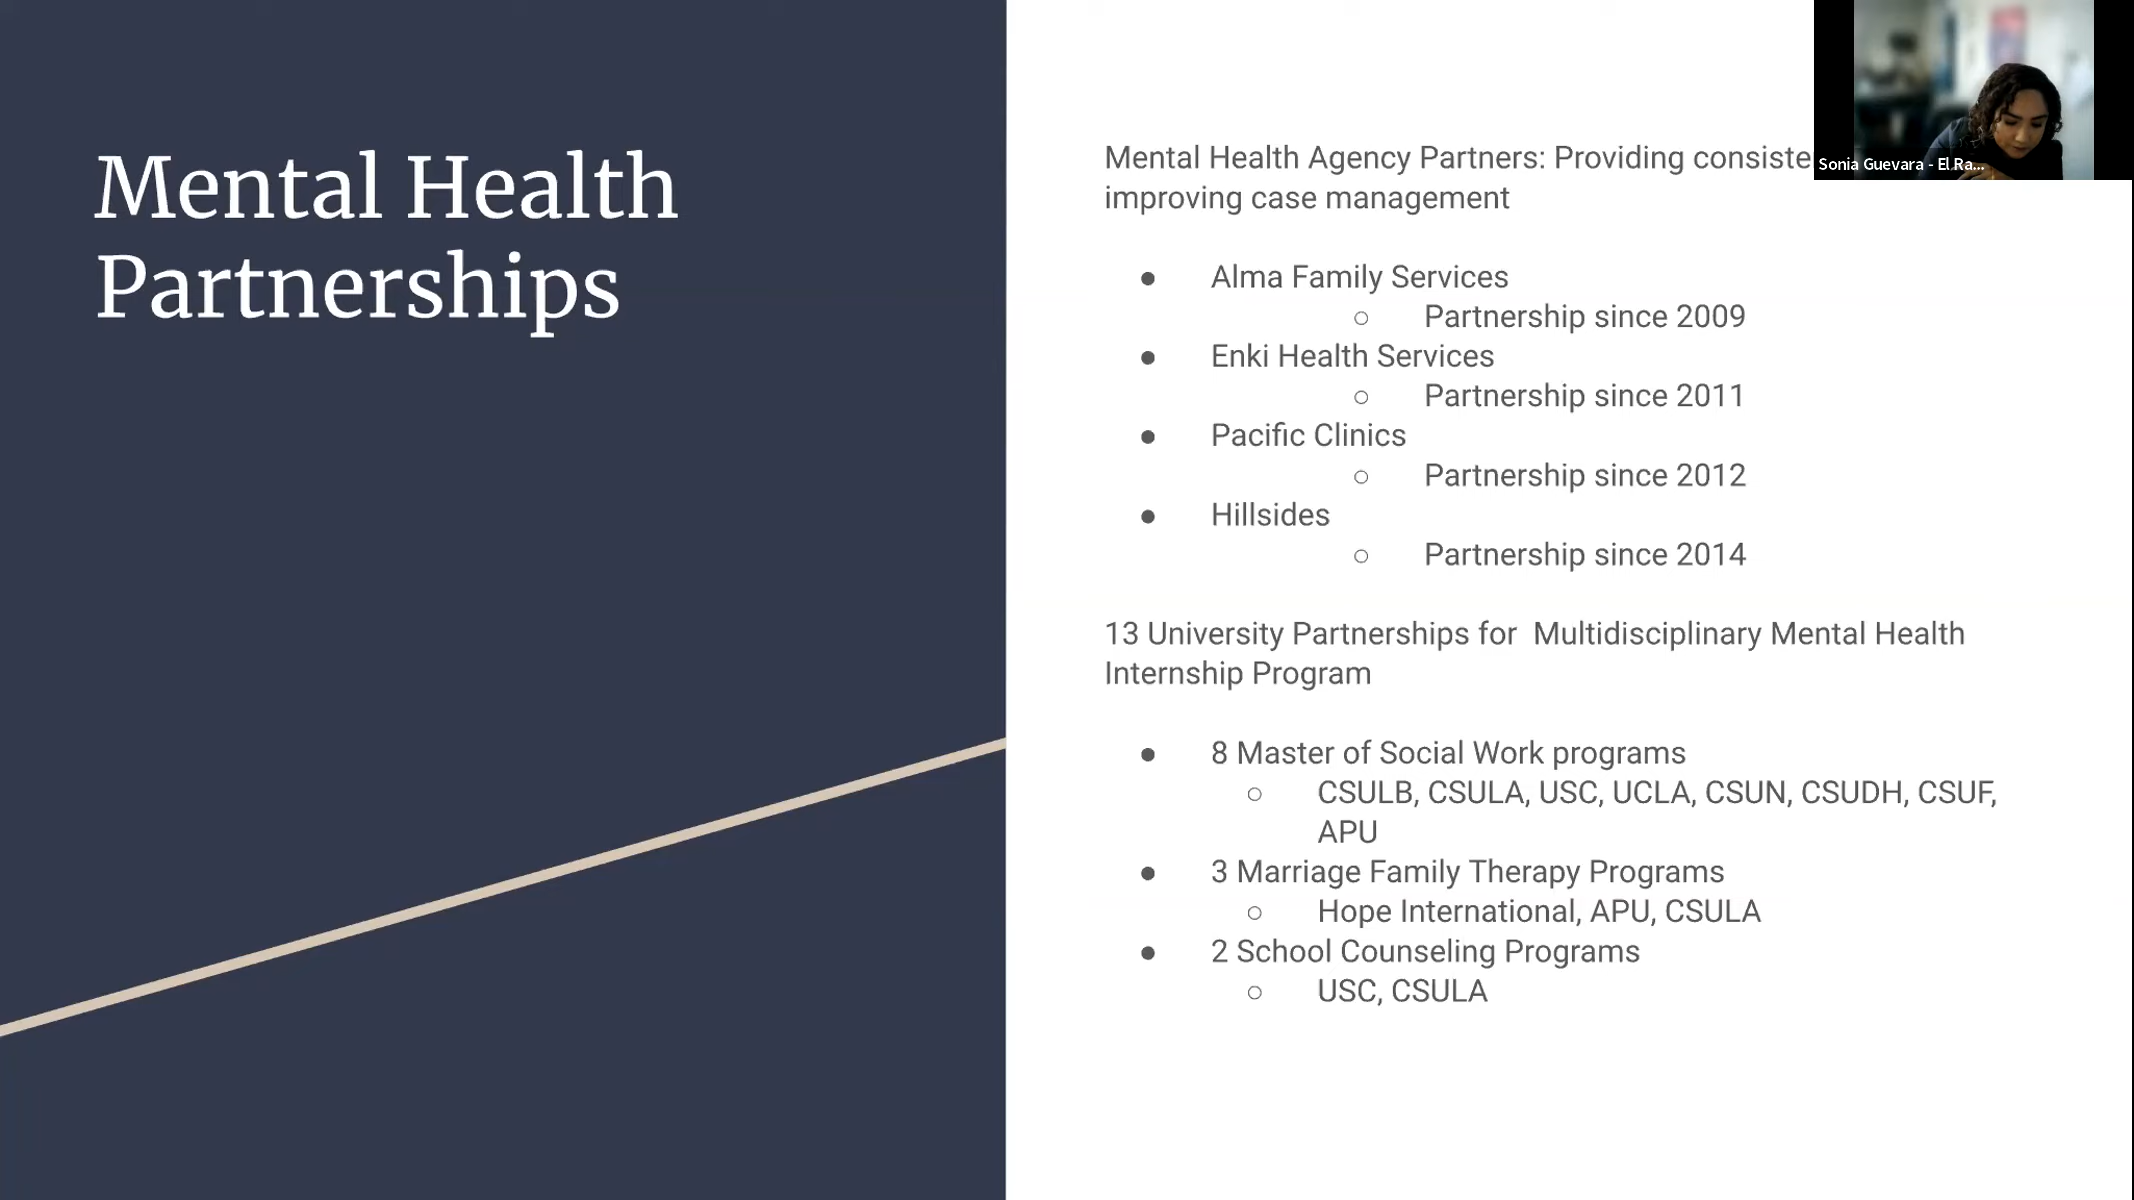 Mental Health
Partnerships
Mental Health Agency Partners: Providing
improving case management
● Alma Family Services
○ Partnership since 2009
● Enki Health Services
○ Partnership since 2011
● Pacific Clinics
○ Partnership since 2012
● Hillsides
○ Partnership since 2014
13 University Partnerships for Multidisciplinary Mental Health
Internship Program
● 8 Master of Social Work programs
○ CSULB, CSULA, USC, UCLA, CSUN, CSUDH, CSUF,
APU
● 3 Marriage Family Therapy Programs
○ Hope International, APU, CSULA
● 2 School Counseling Programs
○ USC, CSULA
Sonia Guevara - El Ra...